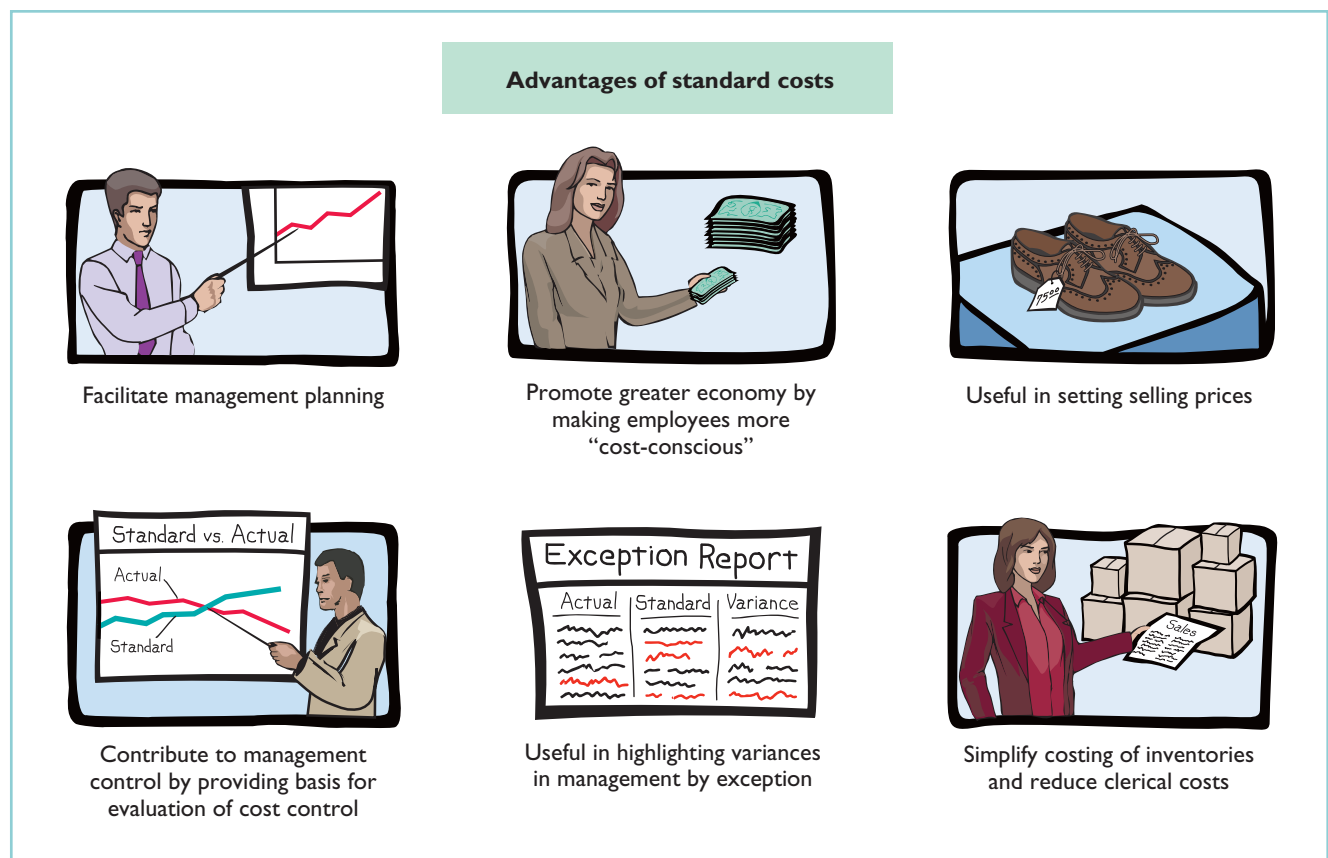 Advantages of standard costs
Facilitate management planning
Promote greater economy by
making employees more
“cost-conscious”
7500
Useful in setting selling prices
Standard vs. Actual
Actual
Standard
Contribute to management
control by providing basis for
evaluation of cost control
Exception Report
Actual Standard Variance
Useful in highlighting variances
in management by exception
Sales
Simplify costing of inventories
and reduce clerical costs